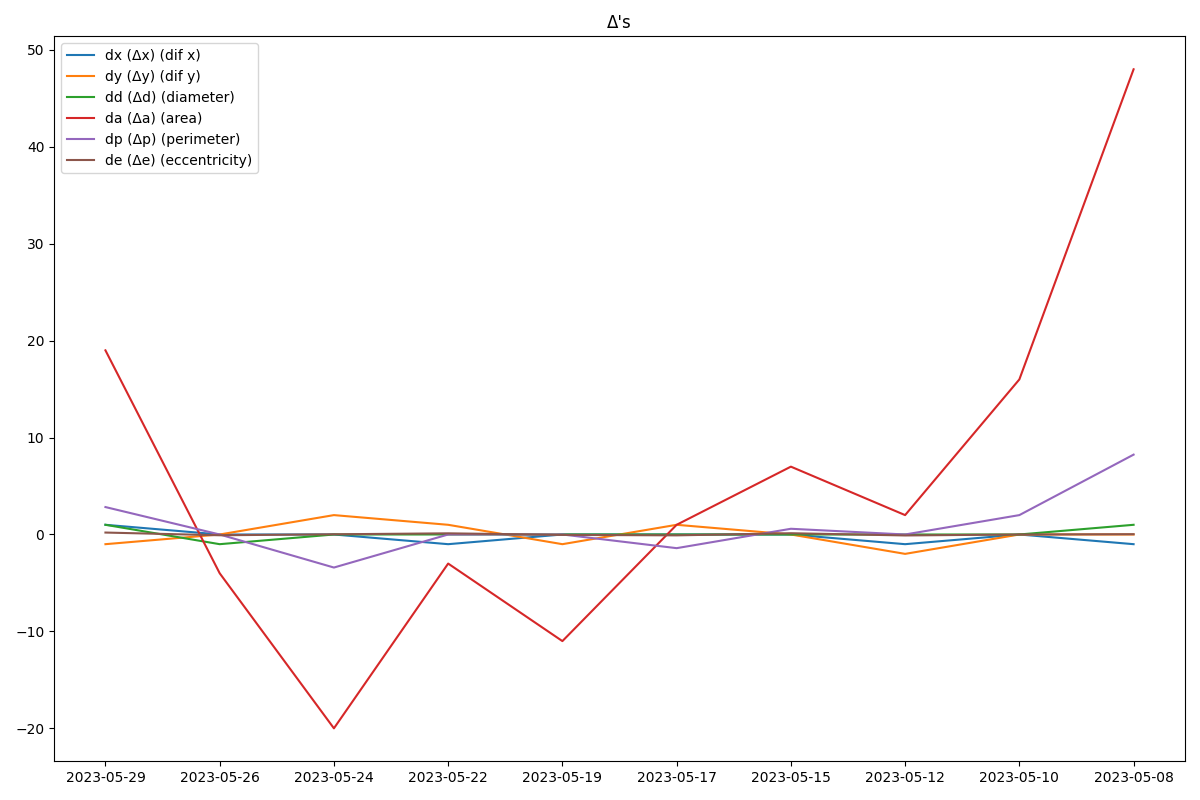 Δ's
dx (Δx) (dif x)
dy (Δy) (dif y)
dd (Δd) (diameter)
da (Δa) (area)
dp (Δp) (perimeter)
de (Δe) (eccentricity)
50
40
30
20
10
0
−10
−20
2023-05-29 2023-05-26 2023-05-24 2023-05-22 2023-05-19 2023-05-17 2023-05-15 2023-05-12 2023-05-10 2023-05-08